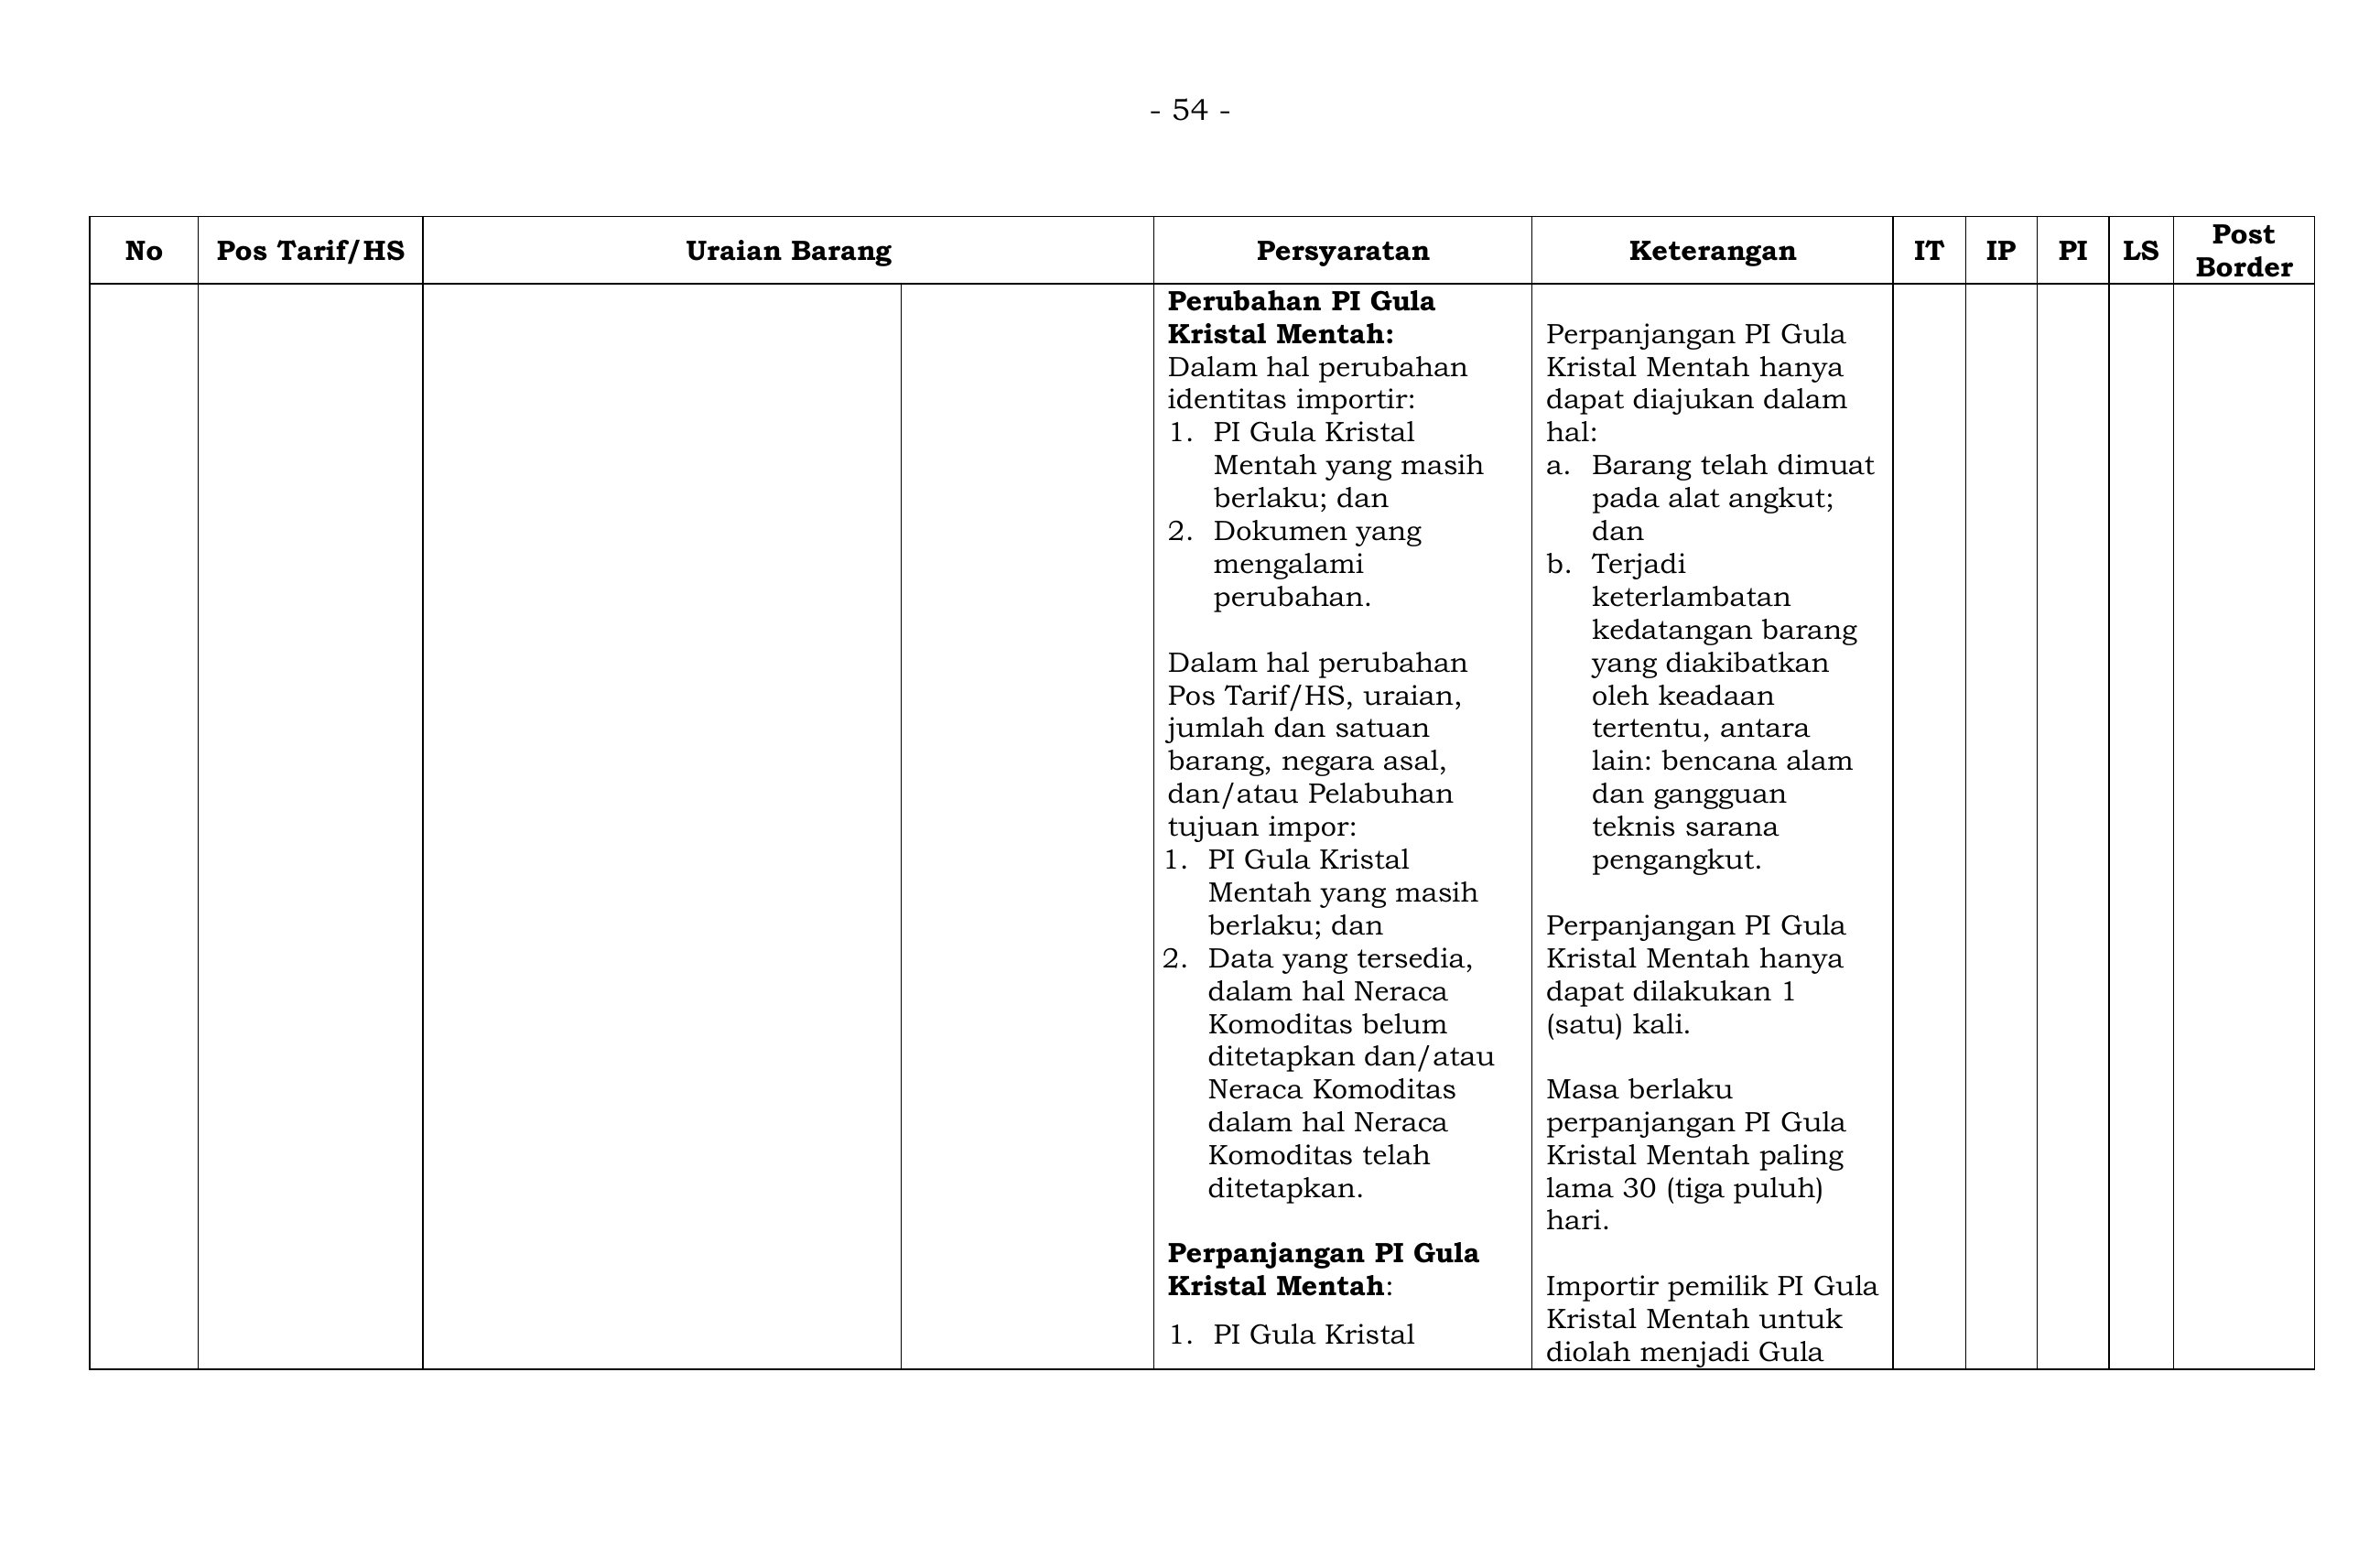 - 54 -
No
Pos Tarif/HS
Uraian Barang
Persyaratan
Keterangan
IT
IP
PI
LS
Post
Border
Perubahan PI Gula
Kristal Mentah:
Dalam hal perubahan
identitas importir:
1. PI Gula Kristal
Mentah yang masih
berlaku; dan
2. Dokumen yang
mengalami
perubahan.
Dalam hal perubahan
Pos Tarif/HS, uraian,
jumlah dan satuan
barang, negara asal,
dan/atau Pelabuhan
tujuan impor:
1. PI Gula Kristal
Mentah yang masih
berlaku; dan
2. Data yang tersedia,
dalam hal Neraca
Komoditas belum
ditetapkan dan/atau
Neraca Komoditas
dalam hal Neraca
Komoditas telah
ditetapkan.
Perpanjangan PI Gula
Kristal Mentah:
1. PI Gula Kristal
Perpanjangan PI Gula
Kristal Mentah hanya
dapat diajukan dalam
hal:
a. Barang telah dimuat
pada alat angkut;
dan
b. Terjadi
keterlambatan
kedatangan barang
yang diakibatkan
oleh keadaan
tertentu, antara
lain: bencana alam
dan gangguan
teknis sarana
pengangkut.
Perpanjangan PI Gula
Kristal Mentah hanya
dapat dilakukan 1
(satu) kali.
Masa berlaku
perpanjangan PI Gula
Kristal Mentah paling
lama 30 (tiga puluh)
hari.
Importir pemilik PI Gula
Kristal Mentah untuk
diolah menjadi Gula